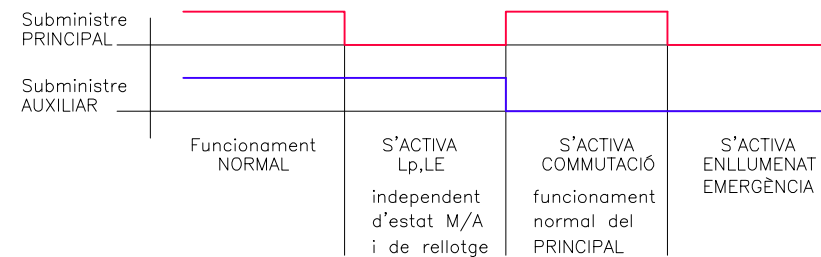 Subministre
PRINCIPAL
Subministre
AUXILIAR
Funcionament
NORMAL
S'ACTIVA
Lp,LE
independent
d'estat M/A
i de rellotge
S'ACTIVA
COMMUTACIÓ
funcionament
normal del
PRINCIPAL
S'ACTIVA
ENLLUMENAT
EMERGÈNCIA